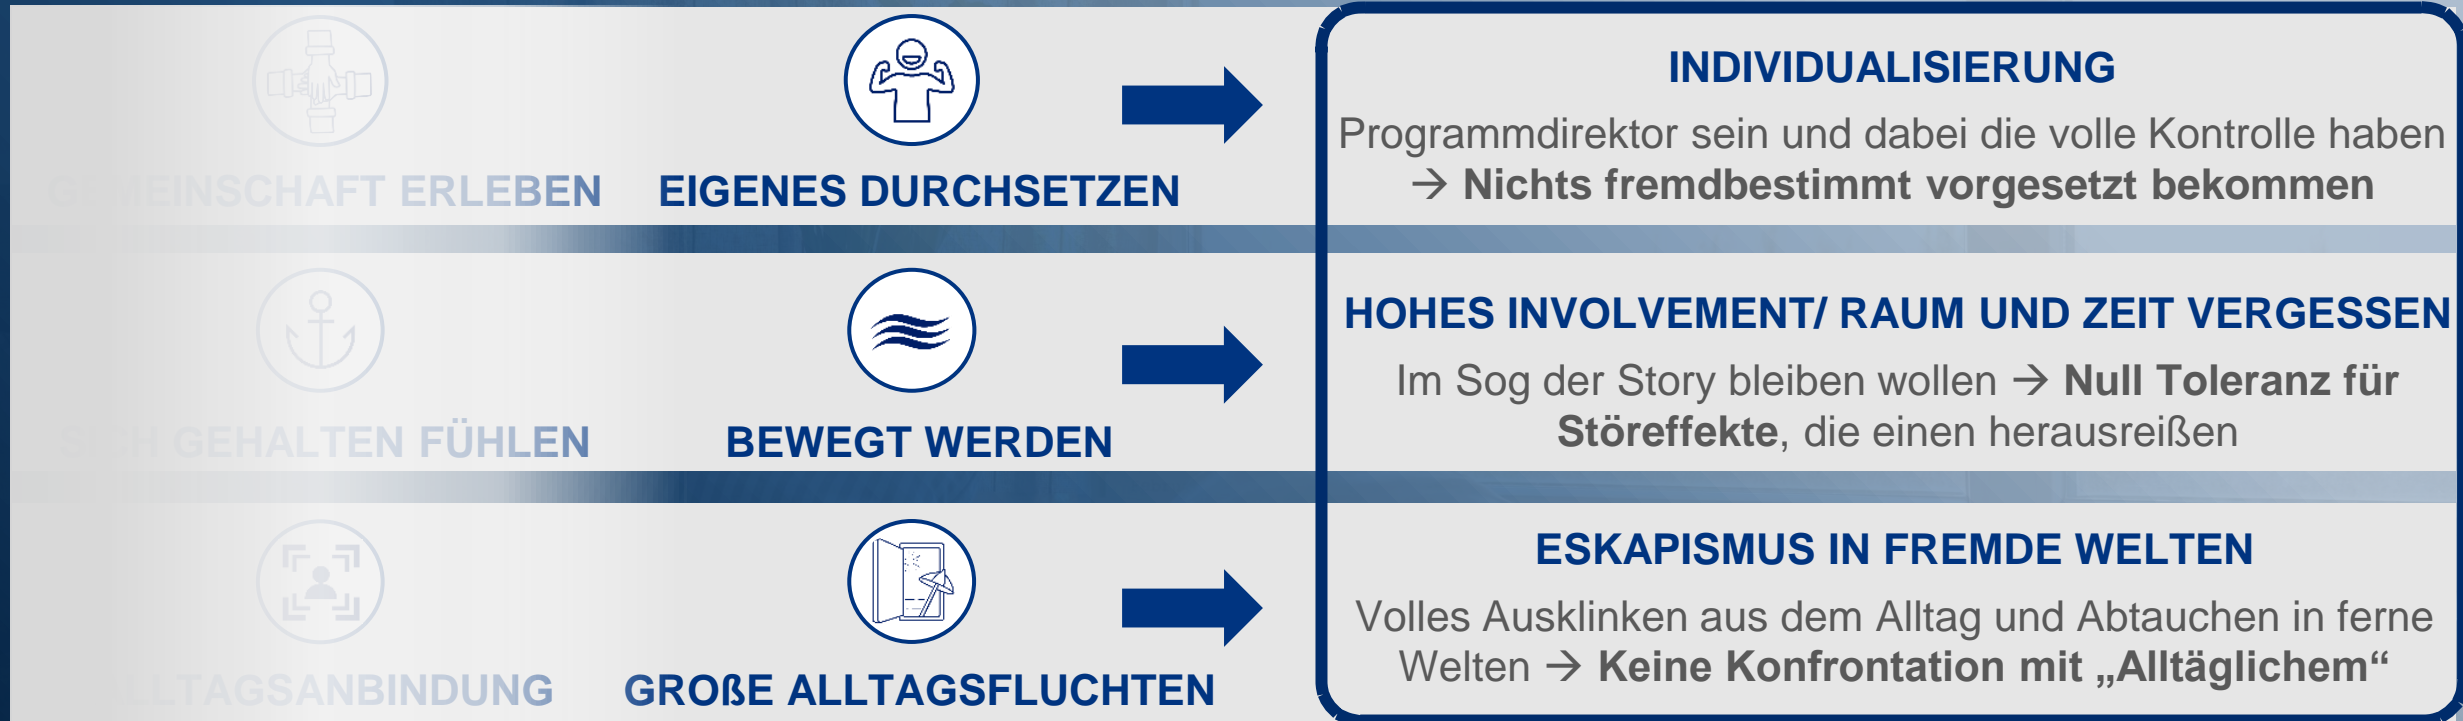 INDIVIDUALISIERUNG
Programmdirektor sein und dabei die volle Kontrolle haben
→ Nichts fremdbestimmt vorgesetzt bekommen
GEMEINSCHAFT ERLEBEN
EIGENES DURCHSETZEN
HOHES INVOLVEMENT/ RAUM UND ZEIT VERGESSEN
Im Sog der Story bleiben wollen → Null Toleranz für
Störeffekte, die einen herausreißen
SICH GEHALTEN FÜHLEN
BEWEGT WERDEN
ESKAPISMUS IN FREMDE WELTEN
Volles Ausklinken aus dem Alltag und Abtauchen in ferne
Welten → Keine Konfrontation mit „Alltäglichem“
ALLTAGSANBINDUNG
GROßE ALLTAGSFLUCHTEN